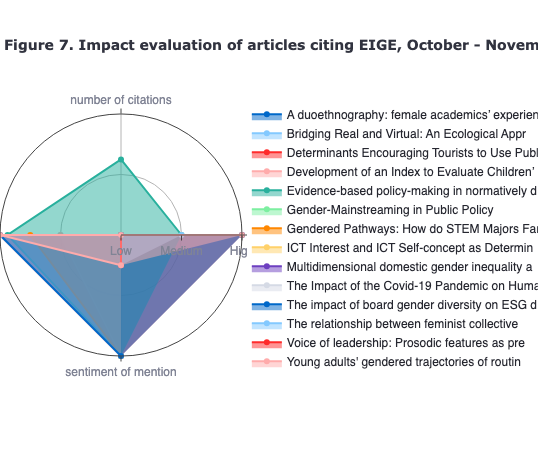 Figure 7. Impact evaluation of articles citing EIGE, October - Novem
number of citations
A duoethnography: female academics’ experien
Bridging Real and Virtual: An Ecological Appr
Determinants Encouraging Tourists to Use Publ
Development of an Index to Evaluate Children’
Evidence-based policy-making in normatively d
Gender-Mainstreaming in Public Policy
Gendered Pathways: How do STEM Majors Far
ICT Interest and ICT Self-concept as Determin
Low Medium Hig
Multidimensional domestic gender inequality a
The Impact of the Covid-19 Pandemic on Huma
The impact of board gender diversity on ESG d
The relationship between feminist collective
Voice of leadership: Prosodic features as pre
Young adults’ gendered trajectories of routin
sentiment of mention